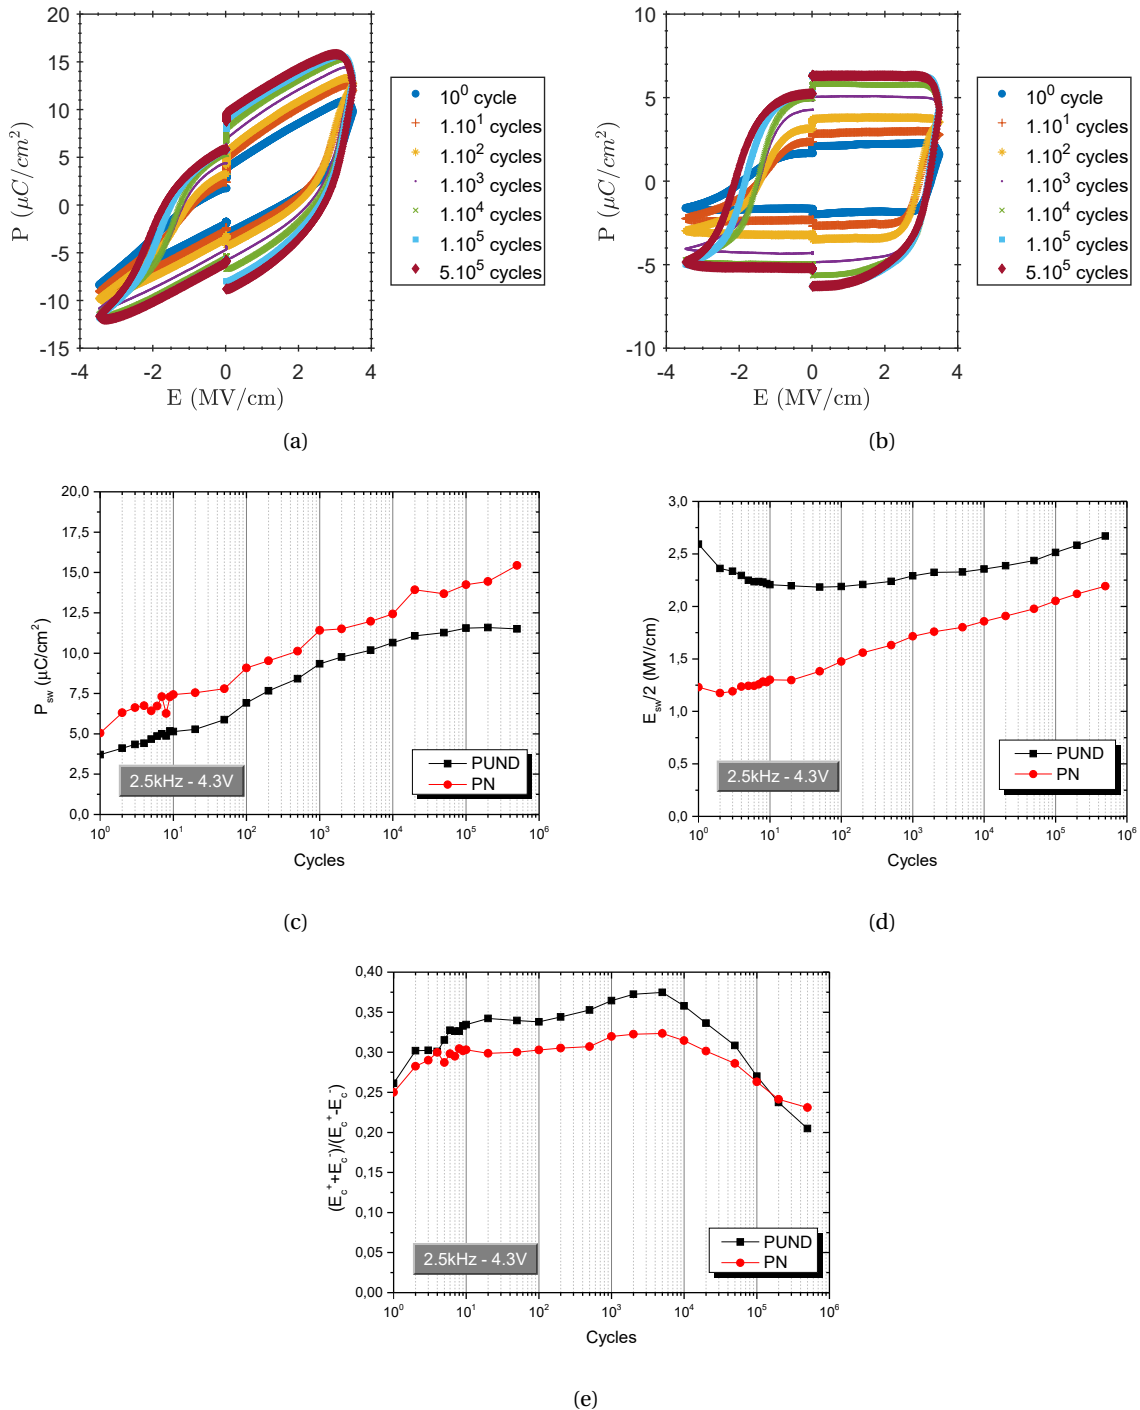 20
15
10
5
0
-5
-10
-15
-4
-2
0
2
4
P (μC/cm²)
E (MV/cm)
10⁰ cycle
1.10¹ cycles
1.10² cycles
1.10³ cycles
1.10⁴ cycles
1.10⁵ cycles
5.10⁵ cycles
(a)
10
5
0
-5
-10
-4
-2
0
2
4
P (μC/cm²)
E (MV/cm)
10⁰ cycle
1.10¹ cycles
1.10² cycles
1.10³ cycles
1.10⁴ cycles
1.10⁵ cycles
5.10⁵ cycles
(b)
20,0
17,5
15,0
12,5
10,0
7,5
5,0
2,5
0,0
P_sw (μC/cm²)
PUND
PN
2.5kHz - 4.3V
10⁰ 10¹ 10² 10³ 10⁴ 10⁵ 10⁶
Cycles
(c)
3,0
2,5
2,0
1,5
1,0
0,5
0,0
E_sw/2 (MV/cm)
PUND
PN
2.5kHz - 4.3V
10⁰ 10¹ 10² 10³ 10⁴ 10⁵ 10⁶
Cycles
(d)
0,40
0,35
0,30
0,25
0,20
0,15
0,10
0,05
0,00
(E_c⁺+E_c⁻)/(E_c⁺-E_c⁻)
PUND
PN
2.5kHz - 4.3V
10⁰ 10¹ 10² 10³ 10⁴ 10⁵ 10⁶
Cycles
(e)